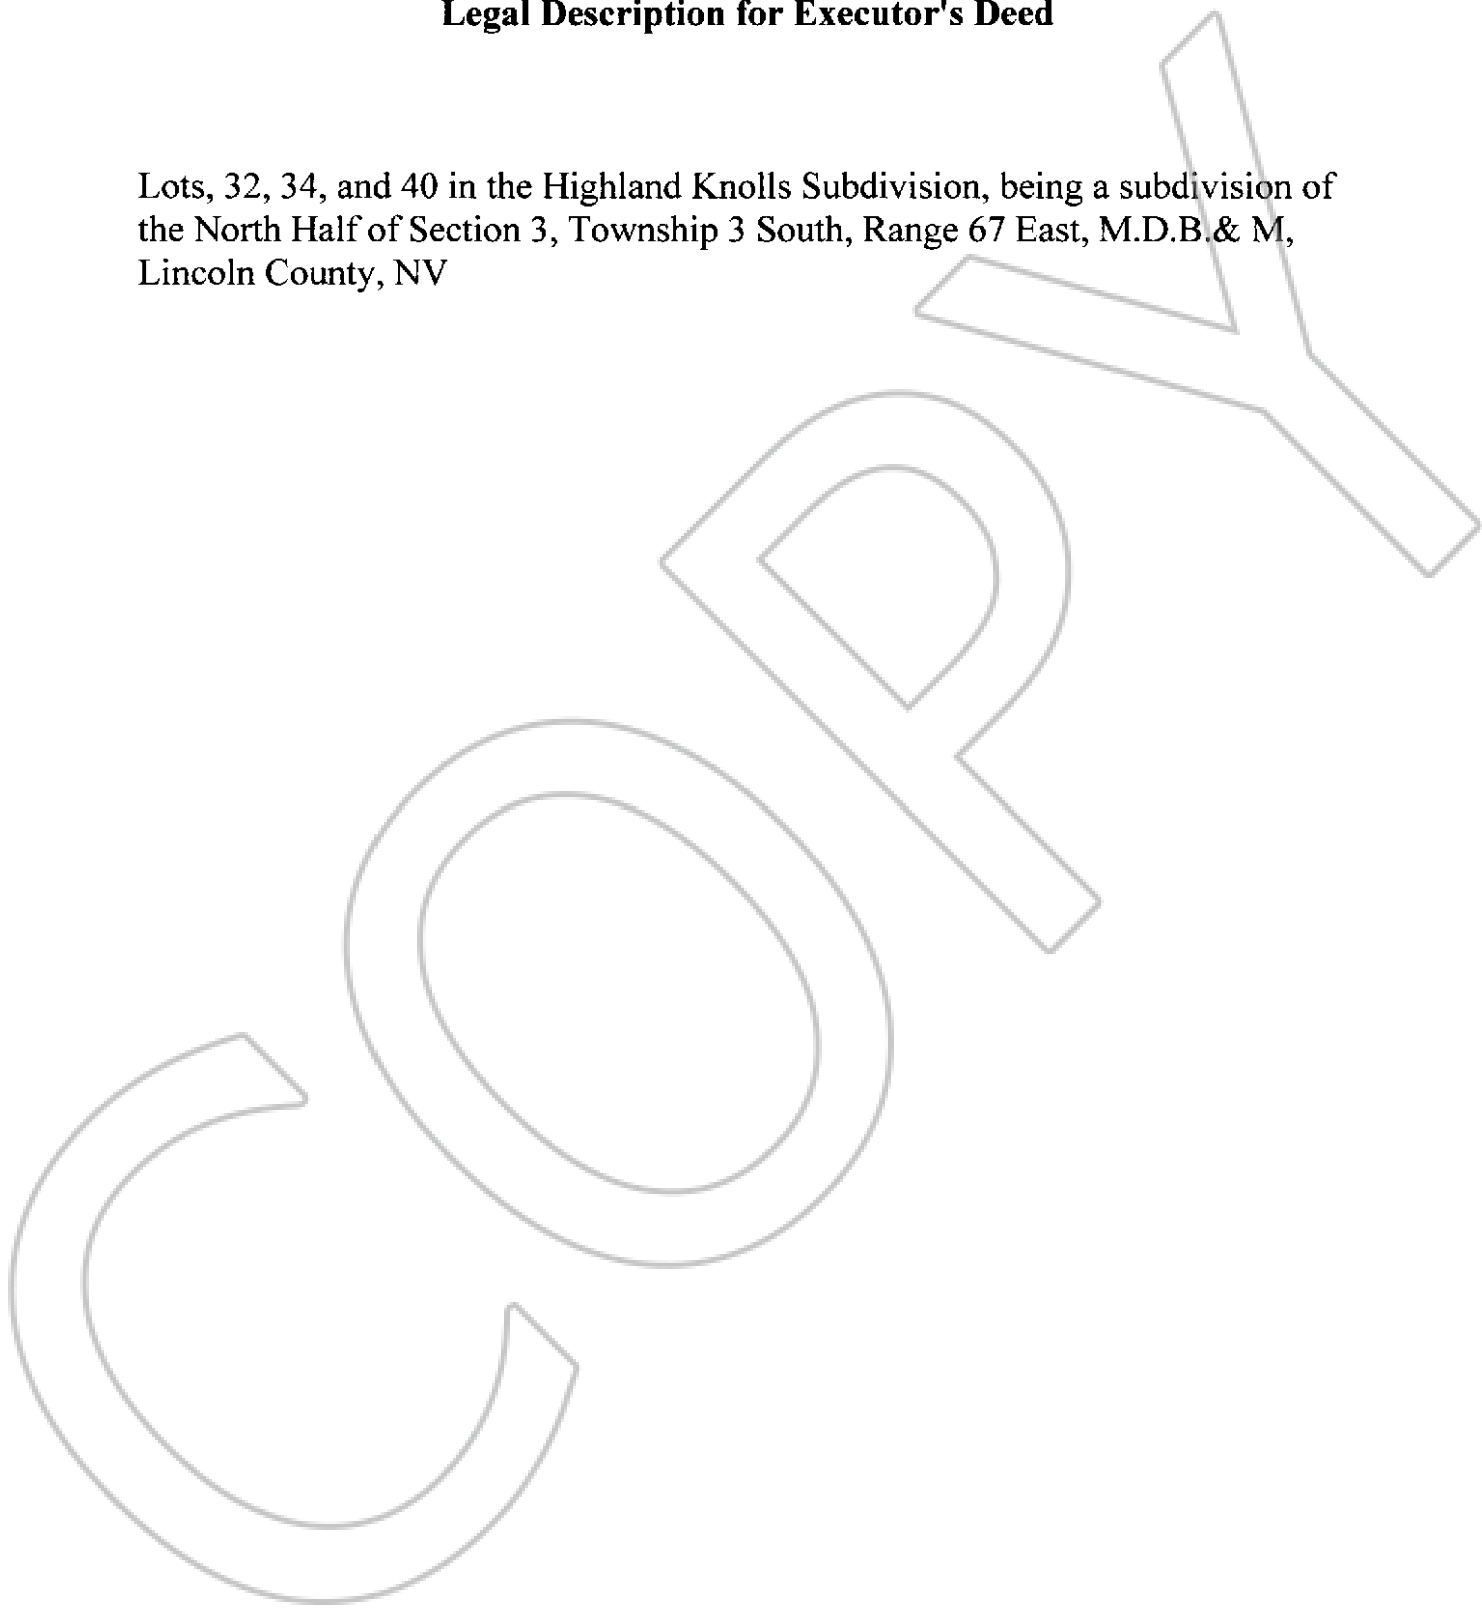 Legal Description for Executor's Deed
Lots, 32, 34, and 40 in the Highland Knolls Subdivision, being a subdivision of
the North Half of Section 3, Township 3 South, Range 67 East, M.D.B.& M,
Lincoln County, NV
COPY